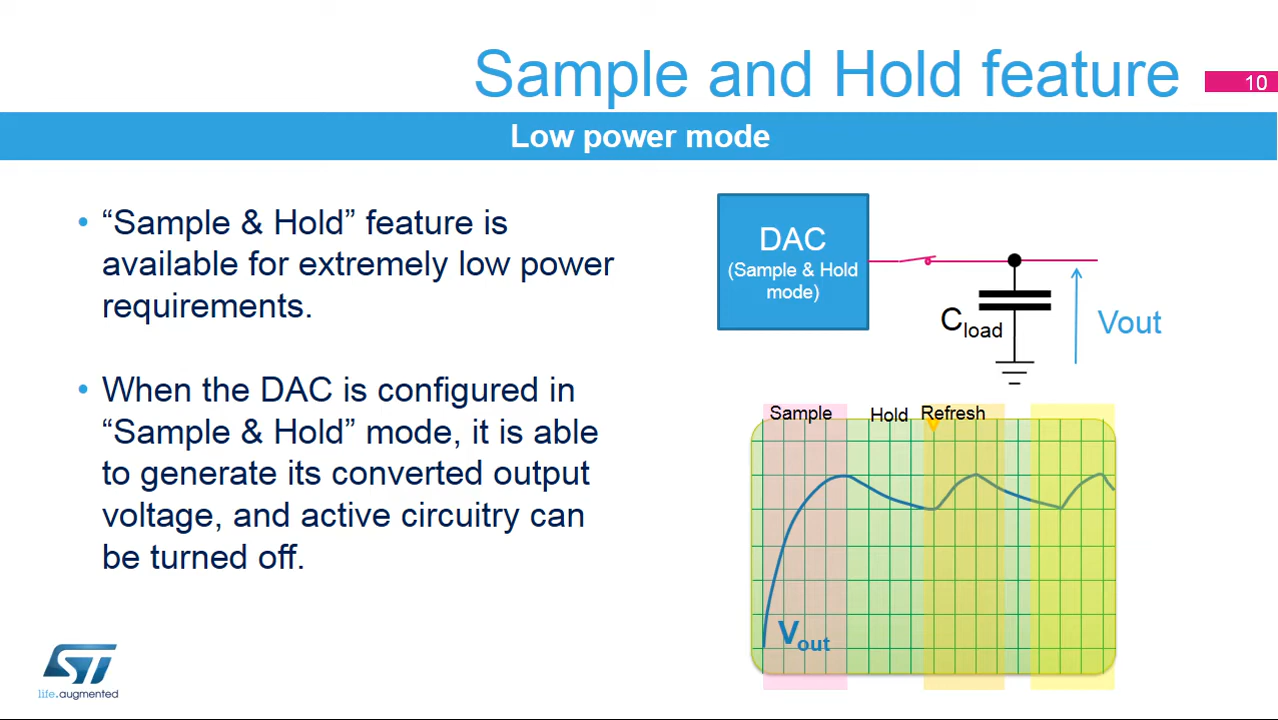 Sample and Hold feature
10
Low power mode
• “Sample & Hold” feature is
available for extremely low power
requirements.
• When the DAC is configured in
“Sample & Hold” mode, it is able
to generate its converted output
voltage, and active circuitry can
be turned off.
DAC
(Sample & Hold
mode)
Cload
Vout
Sample Hold Refresh
Vout
ST
life.augmented